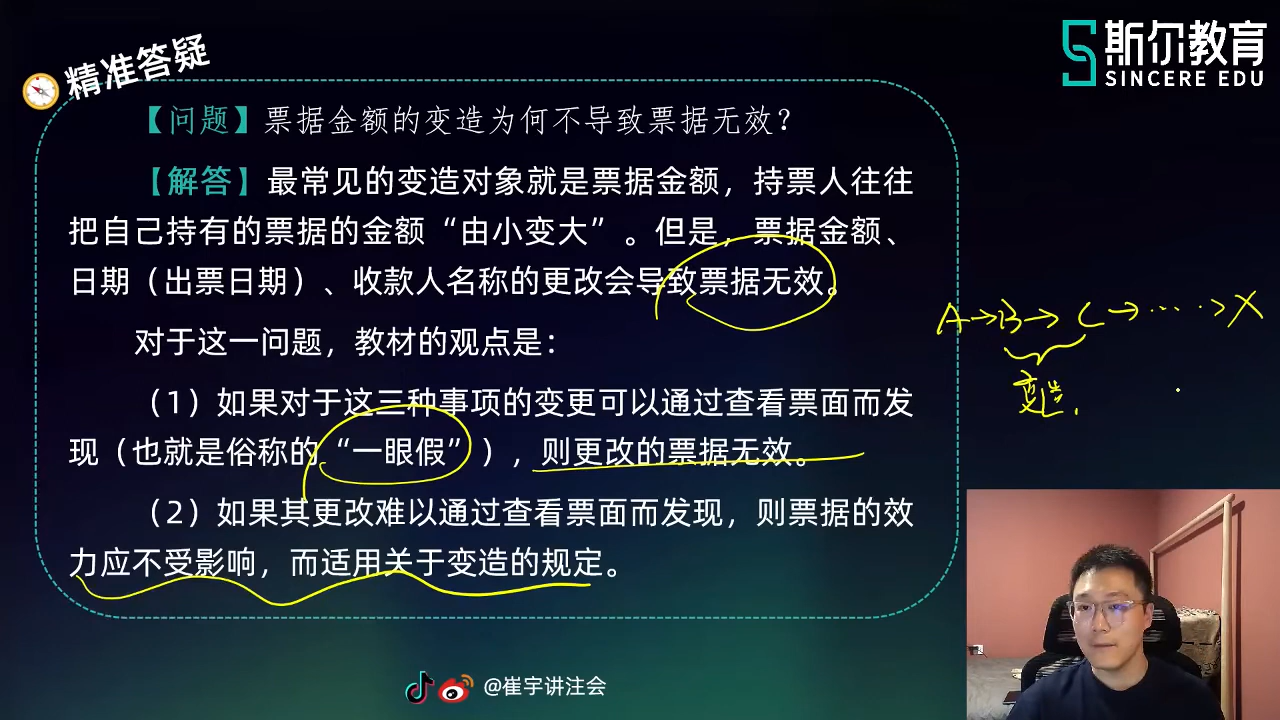 精准答疑
斯尔教育
SINCERE EDU
【问题】票据金额的变造为何不导致票据无效？
【解答】最常见的变造对象就是票据金额，持票人往往
把自己持有的票据的金额“由小变大”。但是，票据金额、
日期（出票日期）、收款人名称的更改会导致票据无效。
A→B→C→……→X
变造.
对于这一问题，教材的观点是：
（1）如果对于这三种事项的变更可以通过查看票面而发
现（也就是俗称的“一眼假”），则更改的票据无效。
（2）如果其更改难以通过查看票面而发现，则票据的效
力应不受影响，而适用关于变造的规定。
@崔宇讲注会